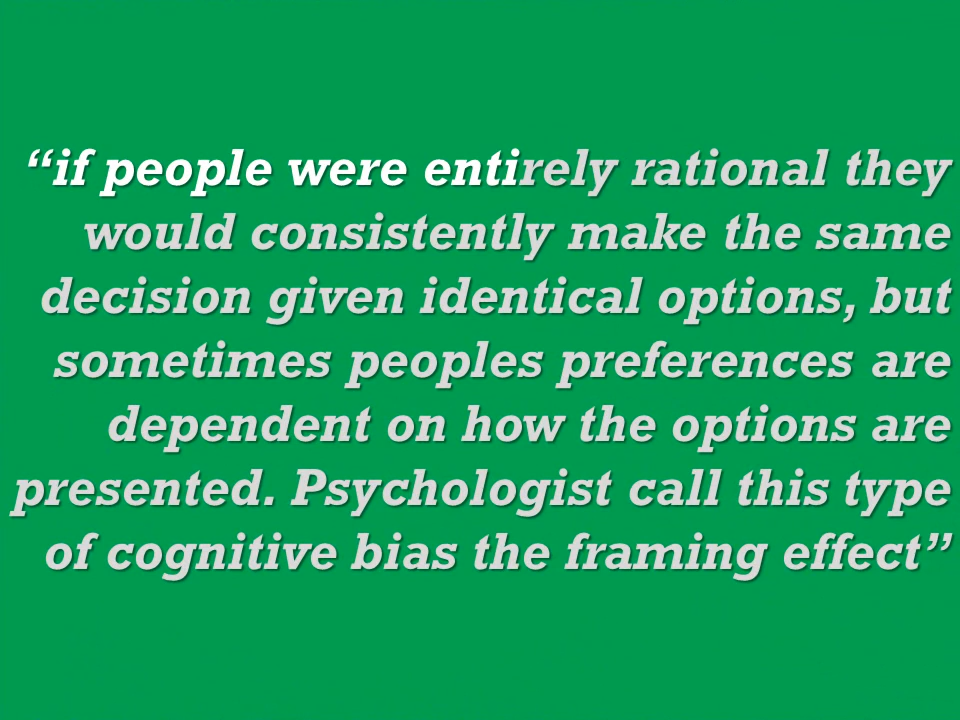 “if people were entirely rational they
would consistently make the same
decision given identical options, but
sometimes peoples preferences are
dependent on how the options are
presented. Psychologist call this type
of cognitive bias the framing effect”